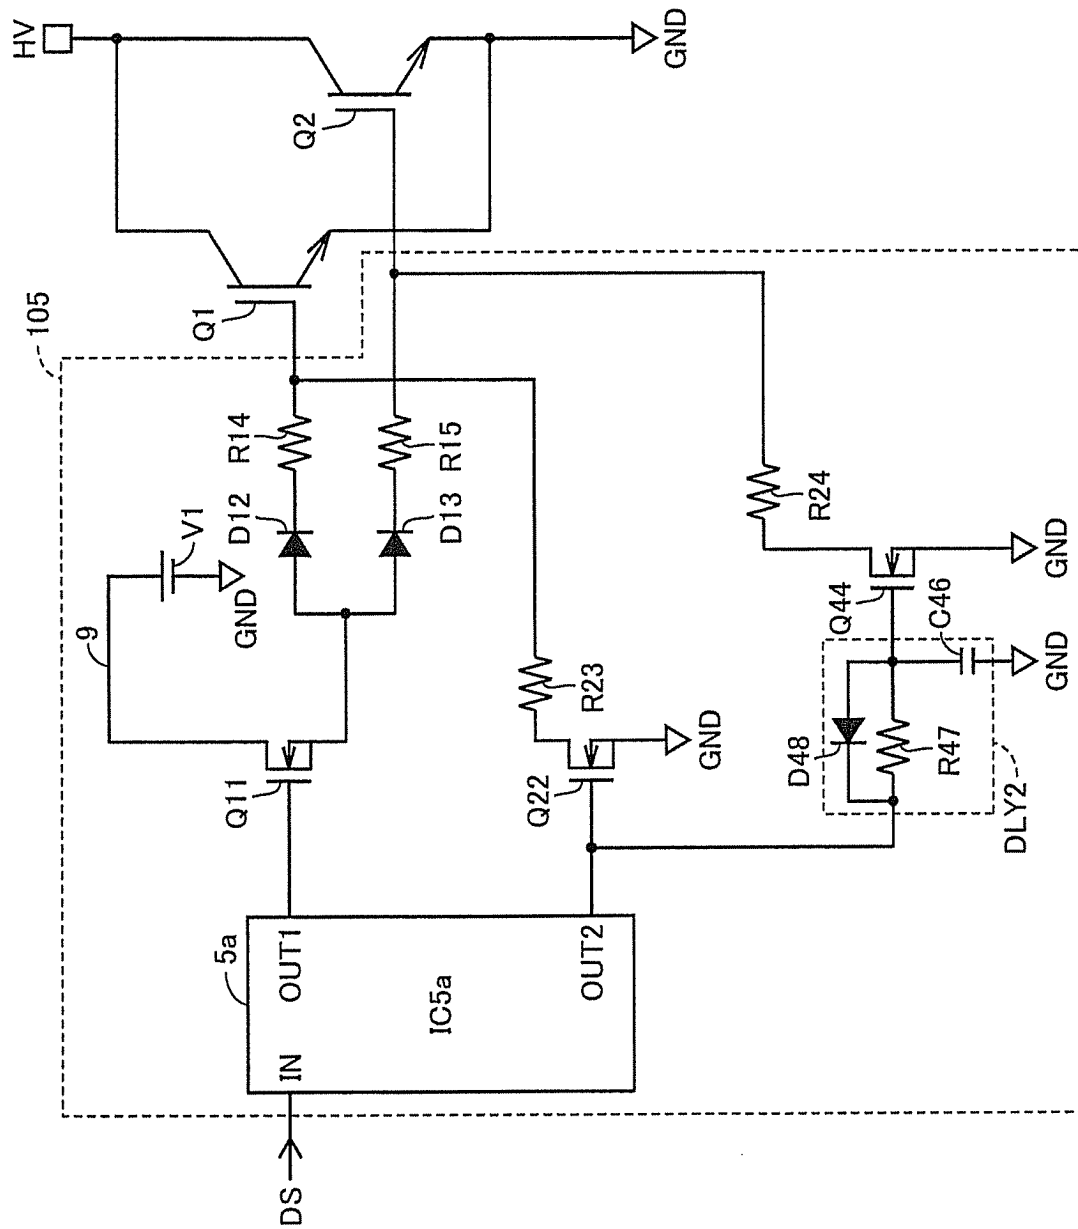 HV
GND
Q2
Q1
105
R14
R15
D12
D13
V1
GND
9
R24
Q44
C46
GND
GND
R23
GND
Q11
Q22
D48
R47
DLY2
5a
OUT1
OUT2
IC5a
IN
DS